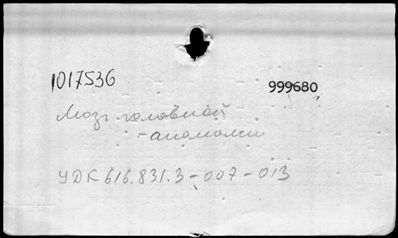 1017536 999680
Мозг головной
- аномалии
УДК 616.831.3-007-013